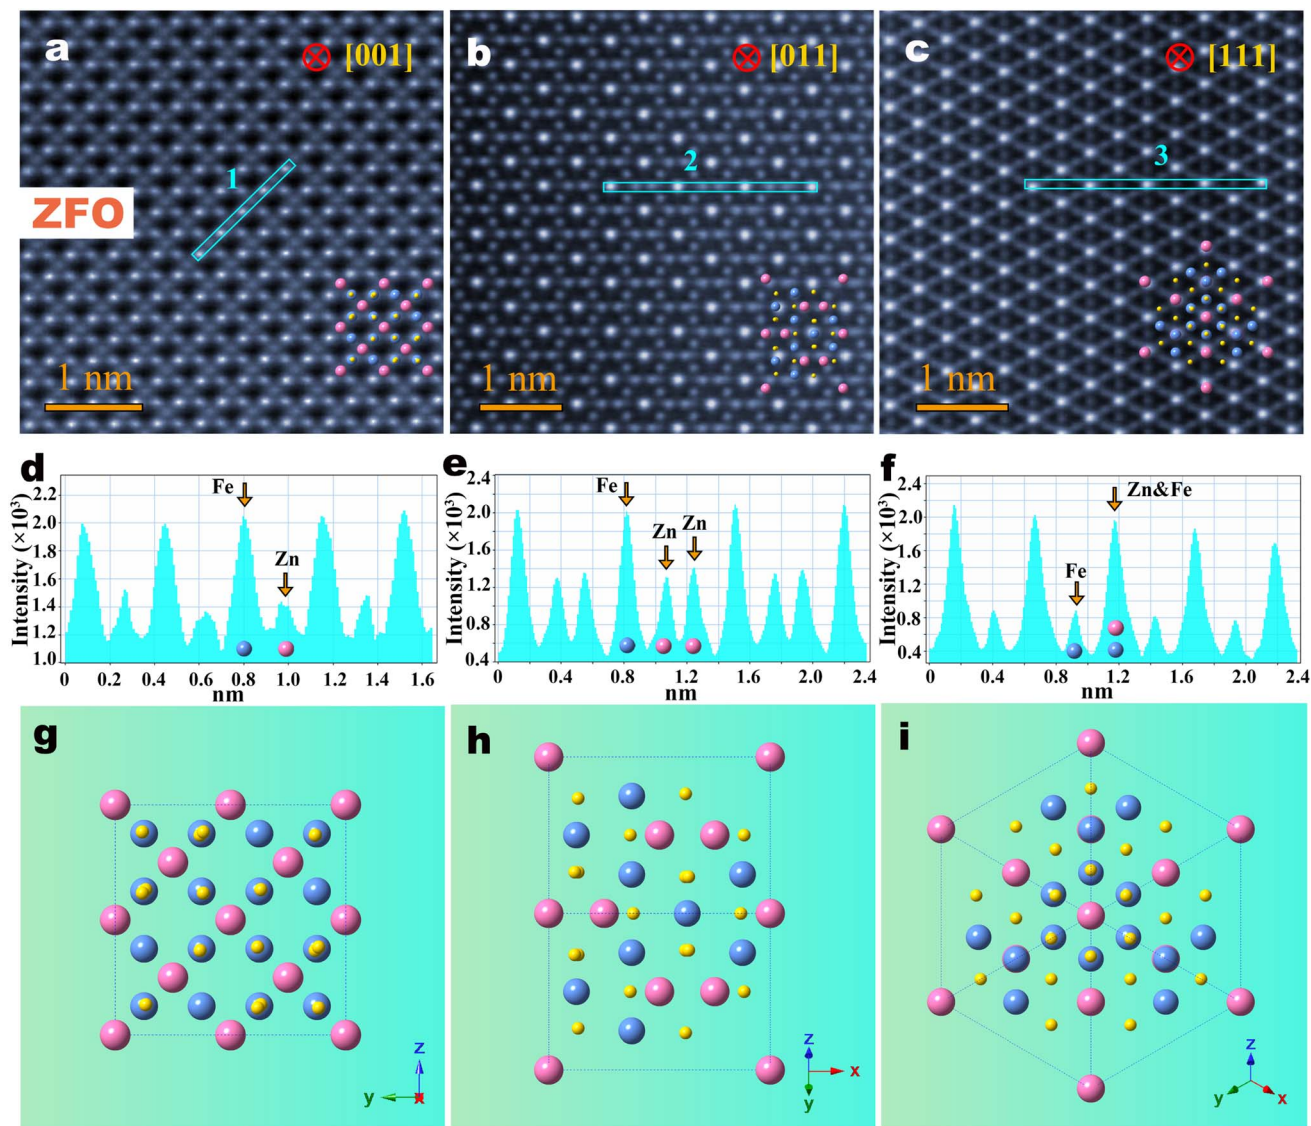 a
[001]
1
ZFO
1 nm
b
[011]
2
1 nm
c
[111]
3
1 nm
d
Intensity (×10³)
2.2
2.0
1.8
1.6
1.4
1.2
1.0
Fe
Zn
0 0.2 0.4 0.6 0.8 1.0 1.2 1.4 1.6
nm
e
Intensity (×10³)
2.4
2.0
1.6
1.2
0.8
0.4
Fe
Zn
Zn
0 0.4 0.8 1.2 1.6 2.0 2.4
nm
f
Intensity (×10³)
2.4
2.0
1.6
1.2
0.8
0.4
Zn&Fe
Fe
0 0.4 0.8 1.2 1.6 2.0 2.4
nm
g
z
y
x
h
z
x
y
i
z
y
x